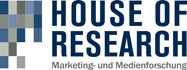 HOUSE OF
RESEARCH
Marketing- und Medienforschung